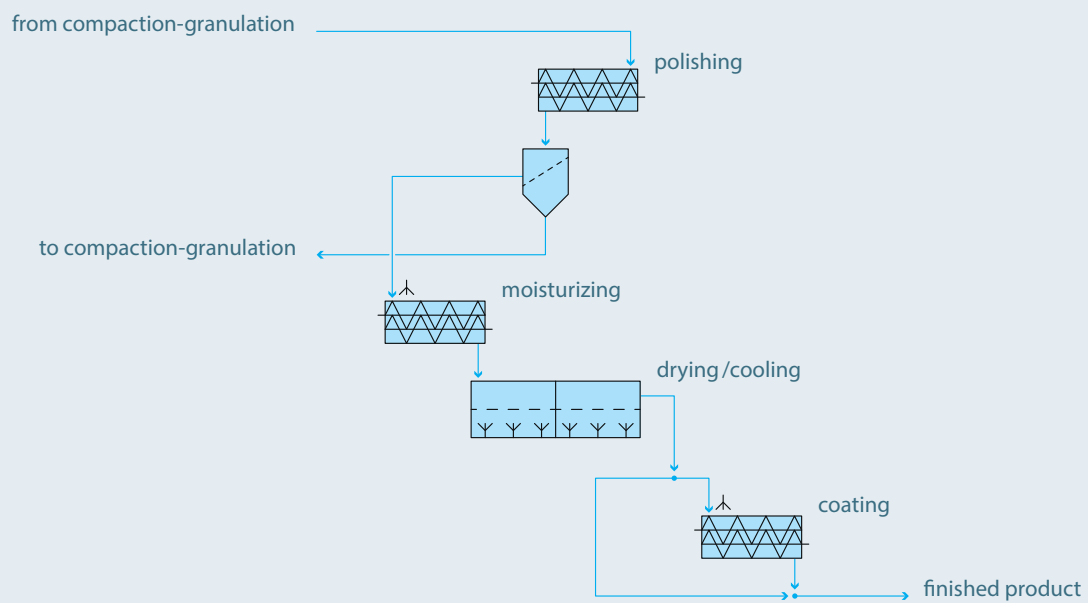 from compaction-granulation
polishing
to compaction-granulation
moisturizing
drying/cooling
coating
finished product